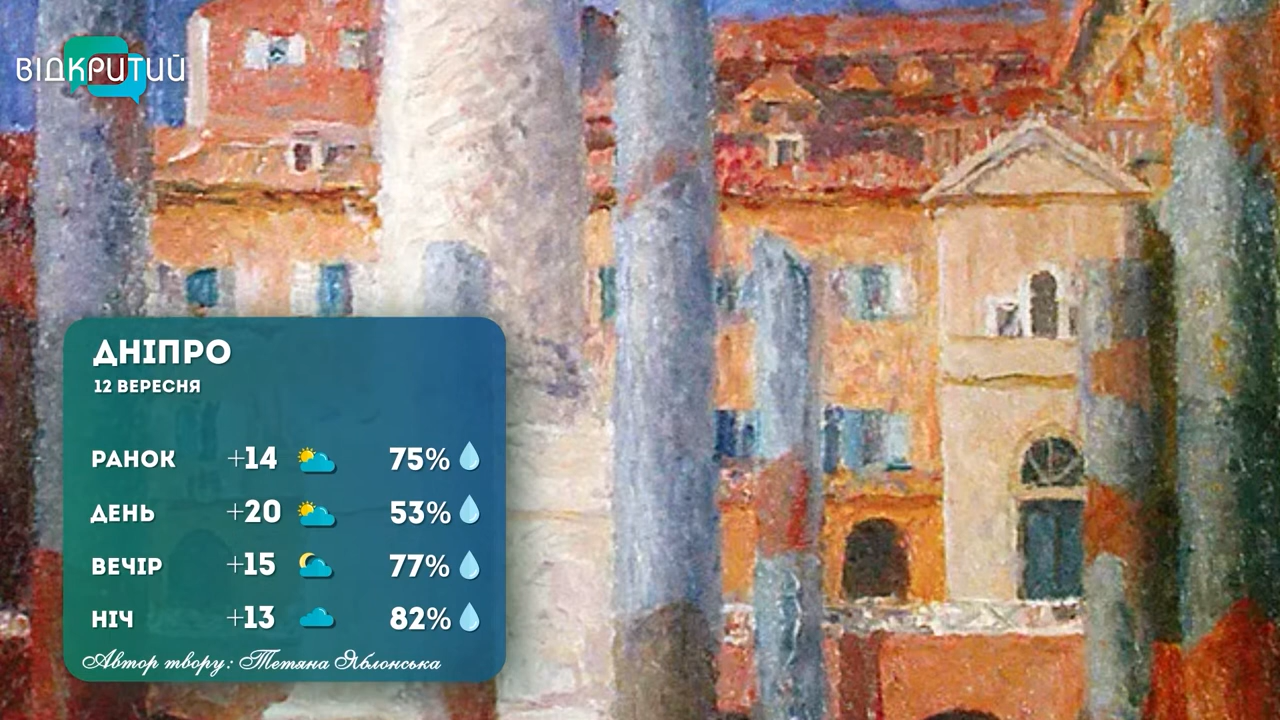 ВІДКРИТИЙ
ДНІПРО
12 ВЕРЕСНЯ
РАНОК +14 75%
ДЕНЬ +20 53%
ВЕЧІР +15 77%
НІЧ +13 82%
Автор твору: Тетяна Яблонська